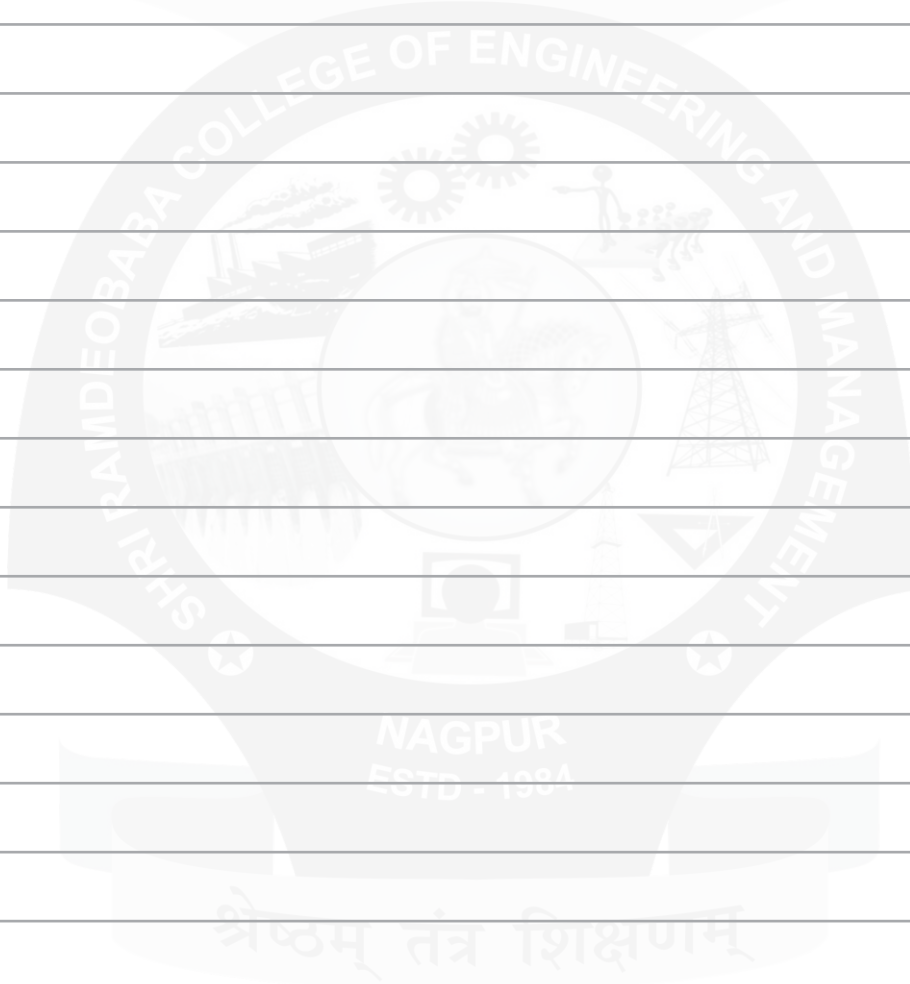 SHRI RAMDEOBABA COLLEGE OF ENGINEERING AND MANAGEMENT
NAGPUR
ESTD - 1984
श्रेष्ठम् तंत्र शिक्षणम्